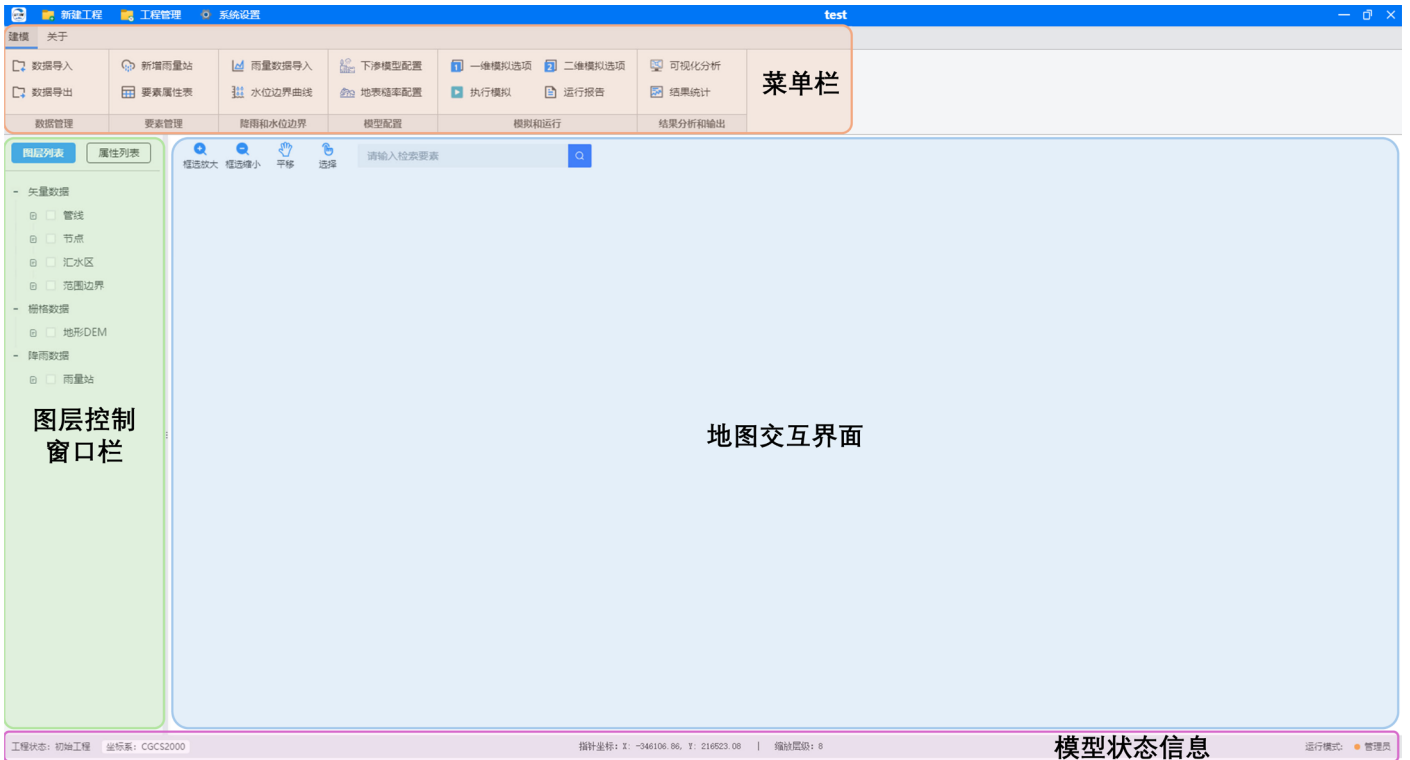 新建工程 工程管理 系统设置 test
建模 关于
数据导入 新增雨量站 雨量数据导入 下渗模型配置 一维模拟选项 二维模拟选项 可视化分析
数据导出 要素属性表 水位边界曲线 地表糙率配置 执行模拟 运行报告 结果统计
菜单栏
数据管理 要素管理 降雨和水位边界 模型配置 模拟和运行 结果分析和输出
图层列表 属性列表
框选放大 框选缩小 平移 选择 请输入检索要素
矢量数据
管线
节点
汇水区
范围边界
栅格数据
地形DEM
降雨数据
雨量站
图层控制
窗口栏
地图交互界面
工程状态: 初始工程 坐标系: CGCS2000 指针坐标: X: -346106.86, Y: 216523.08 | 缩放层级: 8 模型状态信息 运行模式: 管理员